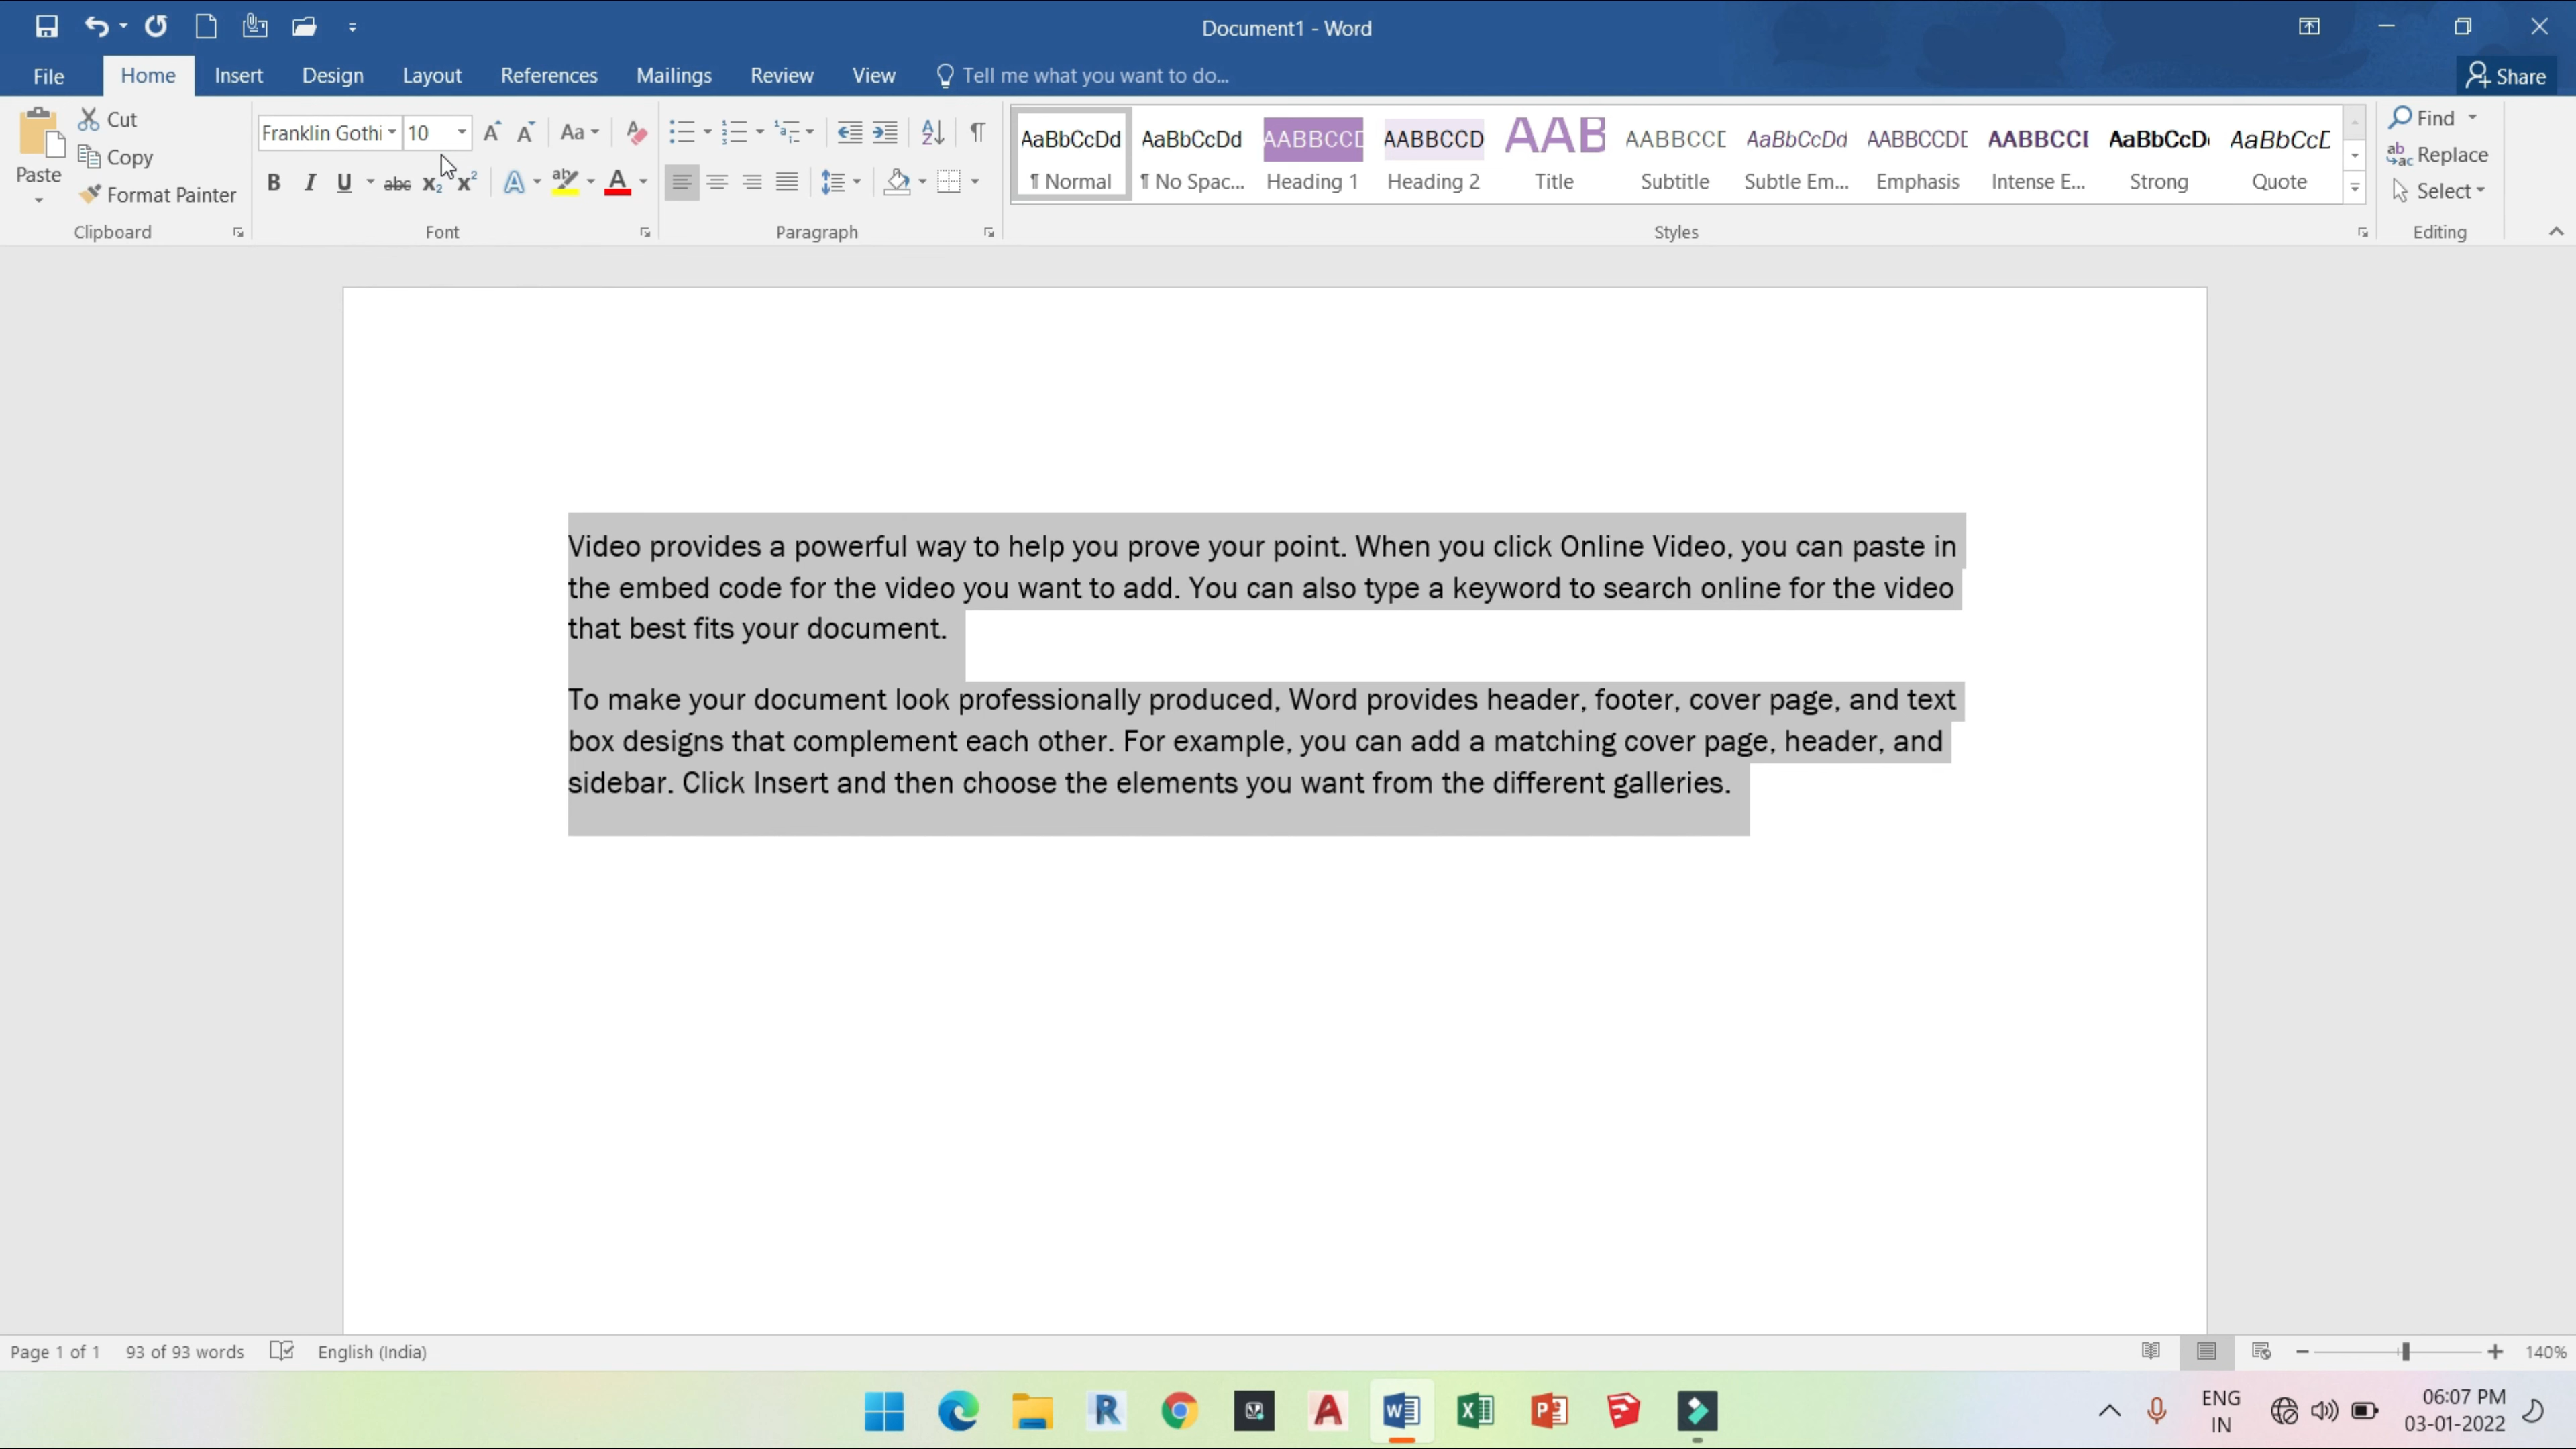 Document1 - Word
File Home Insert Design Layout References Mailings Review View Tell me what you want to do... Share
Paste
Cut
Copy
Format Painter
Clipboard
Franklin Gothi 10
Font
Paragraph
AaBbCcDd AaBbCcDd AABBCCD AABBCCD AAB AABBCCD AaBbCcDd AABBCCDD AABBCCD AaBbCcD AaBbCcD
¶ Normal ¶ No Spac... Heading 1 Heading 2 Title Subtitle Subtle Em... Emphasis Intense E... Strong Quote
Styles
Find
Replace
Select
Editing
Video provides a powerful way to help you prove your point. When you click Online Video, you can paste in
the embed code for the video you want to add. You can also type a keyword to search online for the video
that best fits your document.
To make your document look professionally produced, Word provides header, footer, cover page, and text
box designs that complement each other. For example, you can add a matching cover page, header, and
sidebar. Click Insert and then choose the elements you want from the different galleries.
Page 1 of 1 93 of 93 words English (India) 140%
ENG
IN
06:07 PM
03-01-2022